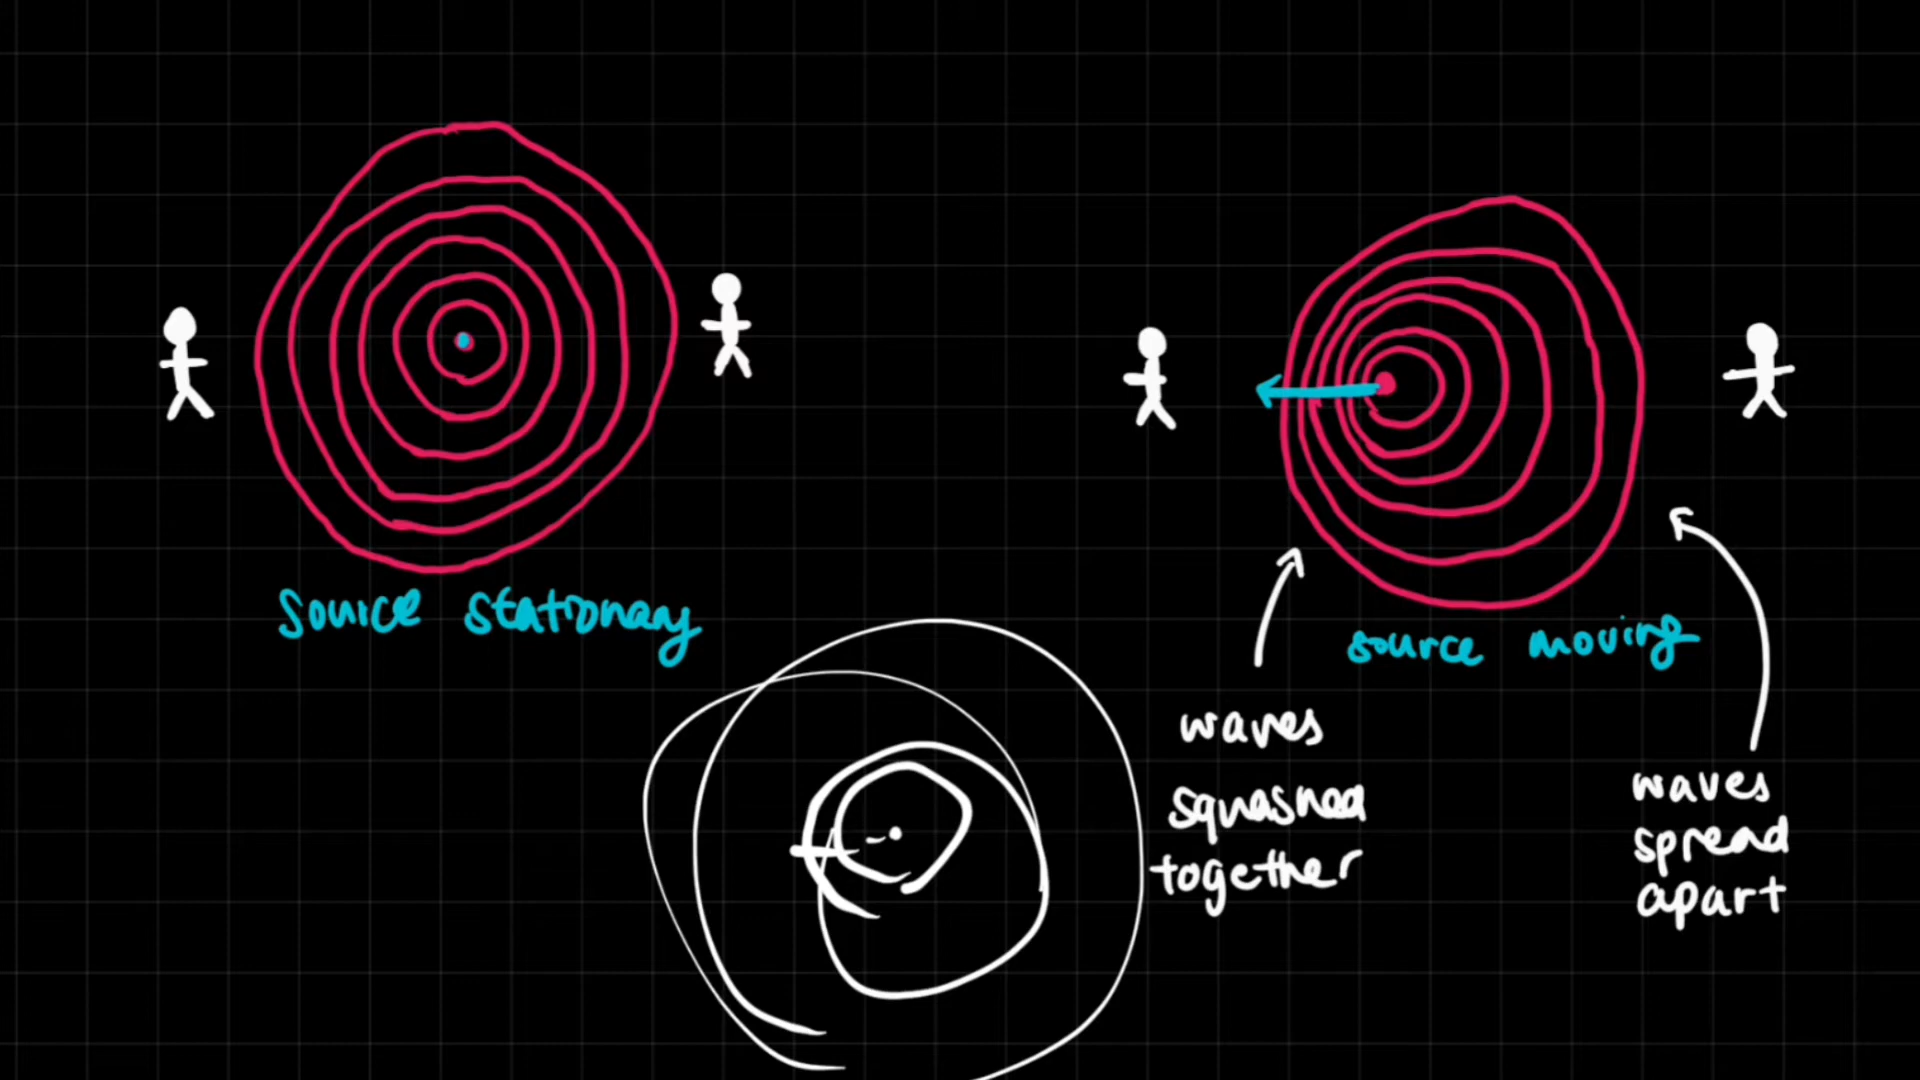 source stationary
source moving
waves
squashed
together
waves
spread
apart